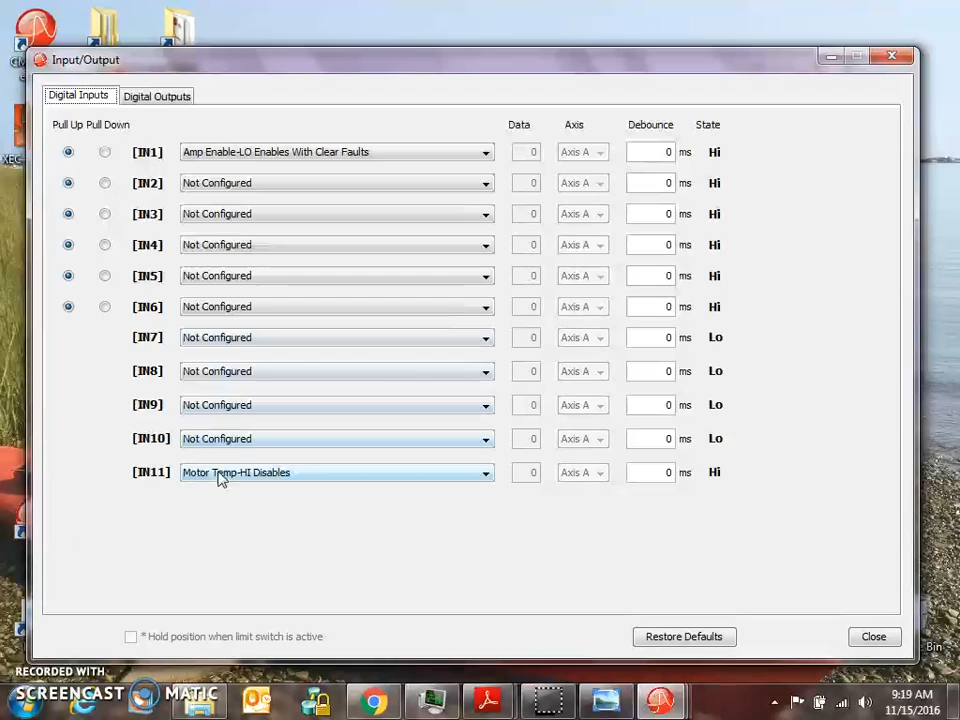 CM
Input/Output
Digital Inputs
Digital Outputs
Pull Up Pull Down
Data
Axis
Debounce
State
[IN1] Amp Enable-LO Enables With Clear Faults 0 Axis A 0 ms Hi
[IN2] Not Configured 0 Axis A 0 ms Hi
[IN3] Not Configured 0 Axis A 0 ms Hi
[IN4] Not Configured 0 Axis A 0 ms Hi
[IN5] Not Configured 0 Axis A 0 ms Hi
[IN6] Not Configured 0 Axis A 0 ms Hi
[IN7] Not Configured 0 Axis A 0 ms Lo
[IN8] Not Configured 0 Axis A 0 ms Lo
[IN9] Not Configured 0 Axis A 0 ms Lo
[IN10] Not Configured 0 Axis A 0 ms Lo
[IN11] Motor Temp-HI Disables 0 Axis A 0 ms Hi
XEC
* Hold position when limit switch is active
Restore Defaults
Close
Bin
RECORDED WITH
SCREENCAST MATIC
9:19 AM
11/15/2016